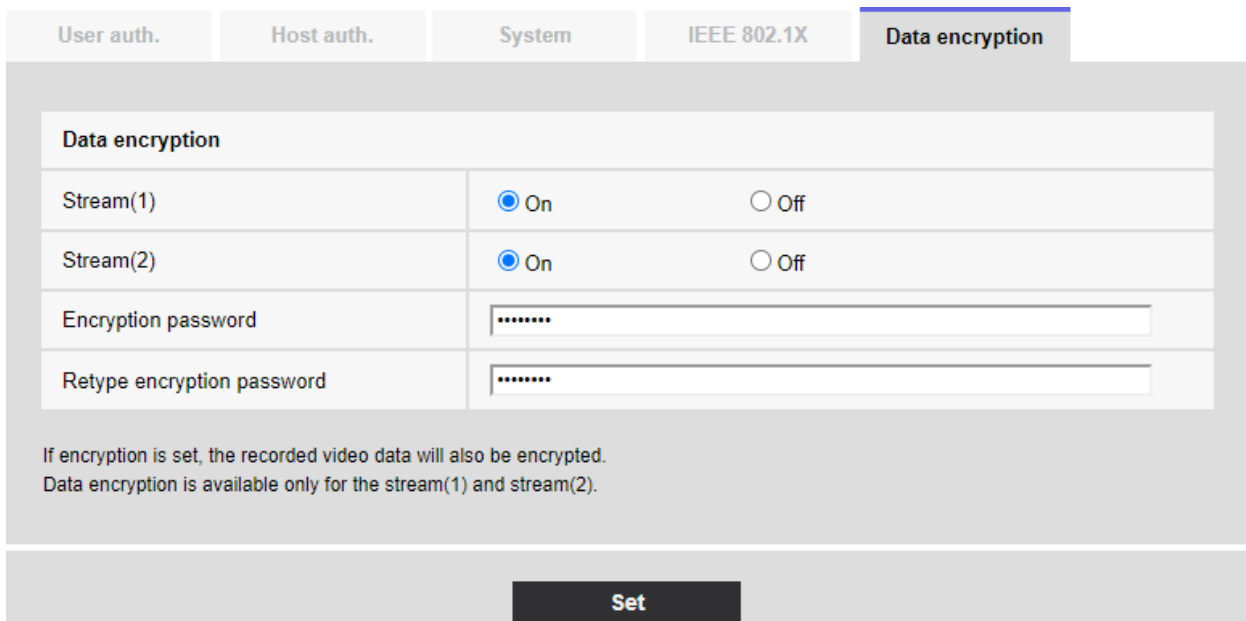 User auth. Host auth. System IEEE 802.1X Data encryption
Data encryption
Stream(1) On Off
Stream(2) On Off
Encryption password ••••••••
Retype encryption password ••••••••
If encryption is set, the recorded video data will also be encrypted.
Data encryption is available only for the stream(1) and stream(2).
Set